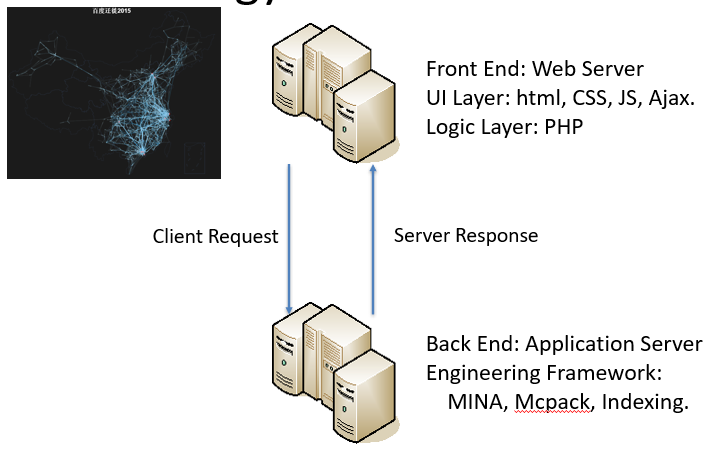 百度迁徙2015
Front End: Web Server
UI Layer: html, CSS, JS, Ajax.
Logic Layer: PHP
Client Request
Server Response
Back End: Application Server
Engineering Framework:
MINA, Mcpack, Indexing.